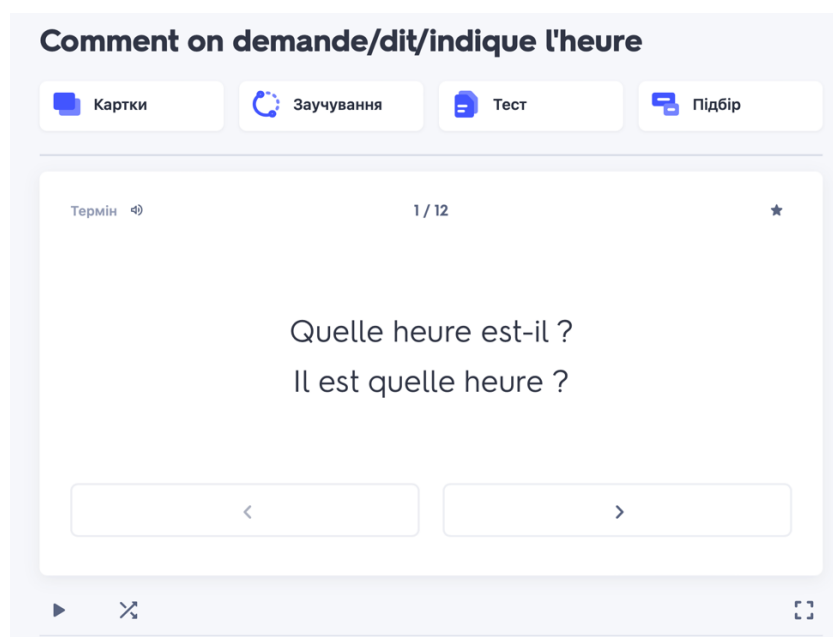 Comment on demande/dit/indique l'heure
Картки
Заучування
Тест
Підбір
Термін
1 / 12
Quelle heure est-il ?
Il est quelle heure ?